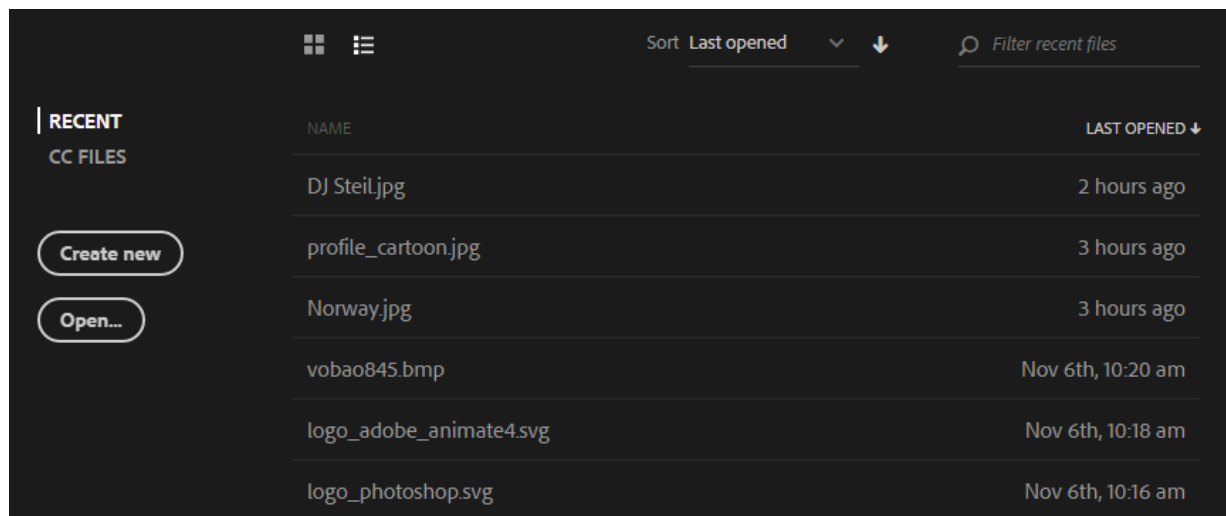 Sort Last opened Filter recent files
RECENT
CC FILES
Create new
Open...
NAME LAST OPENED
DJ Steil.jpg 2 hours ago
profile_cartoon.jpg 3 hours ago
Norway.jpg 3 hours ago
vobao845.bmp Nov 6th, 10:20 am
logo_adobe_animate4.svg Nov 6th, 10:18 am
logo_photoshop.svg Nov 6th, 10:16 am